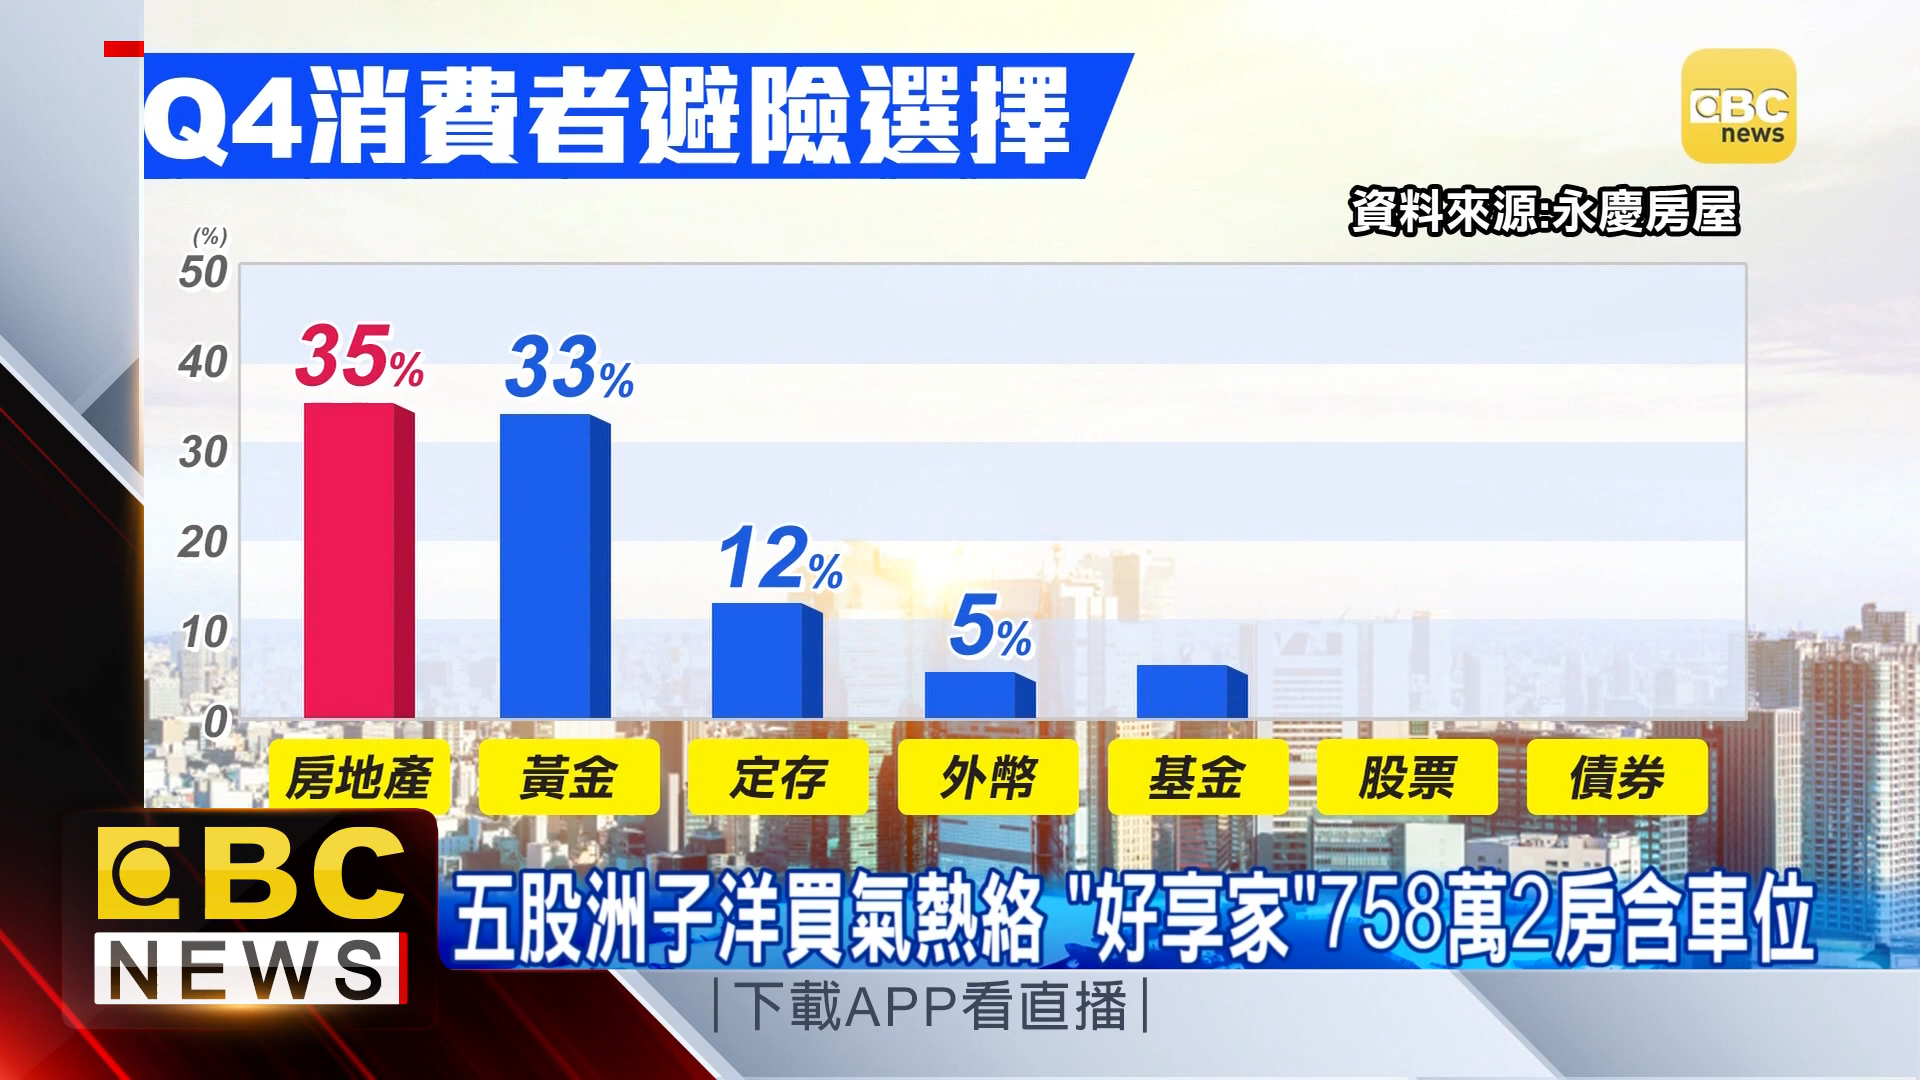 Q4消費者避險選擇
EBC
news
資料來源:永慶房屋
(%)
50
40
30
20
10
0
35%
33%
12%
5%
房地產
黃金
定存
外幣
基金
股票
債券
EBC
NEWS
五股洲子洋買氣熱絡 "好享家"758萬2房含車位
|下載APP看直播|